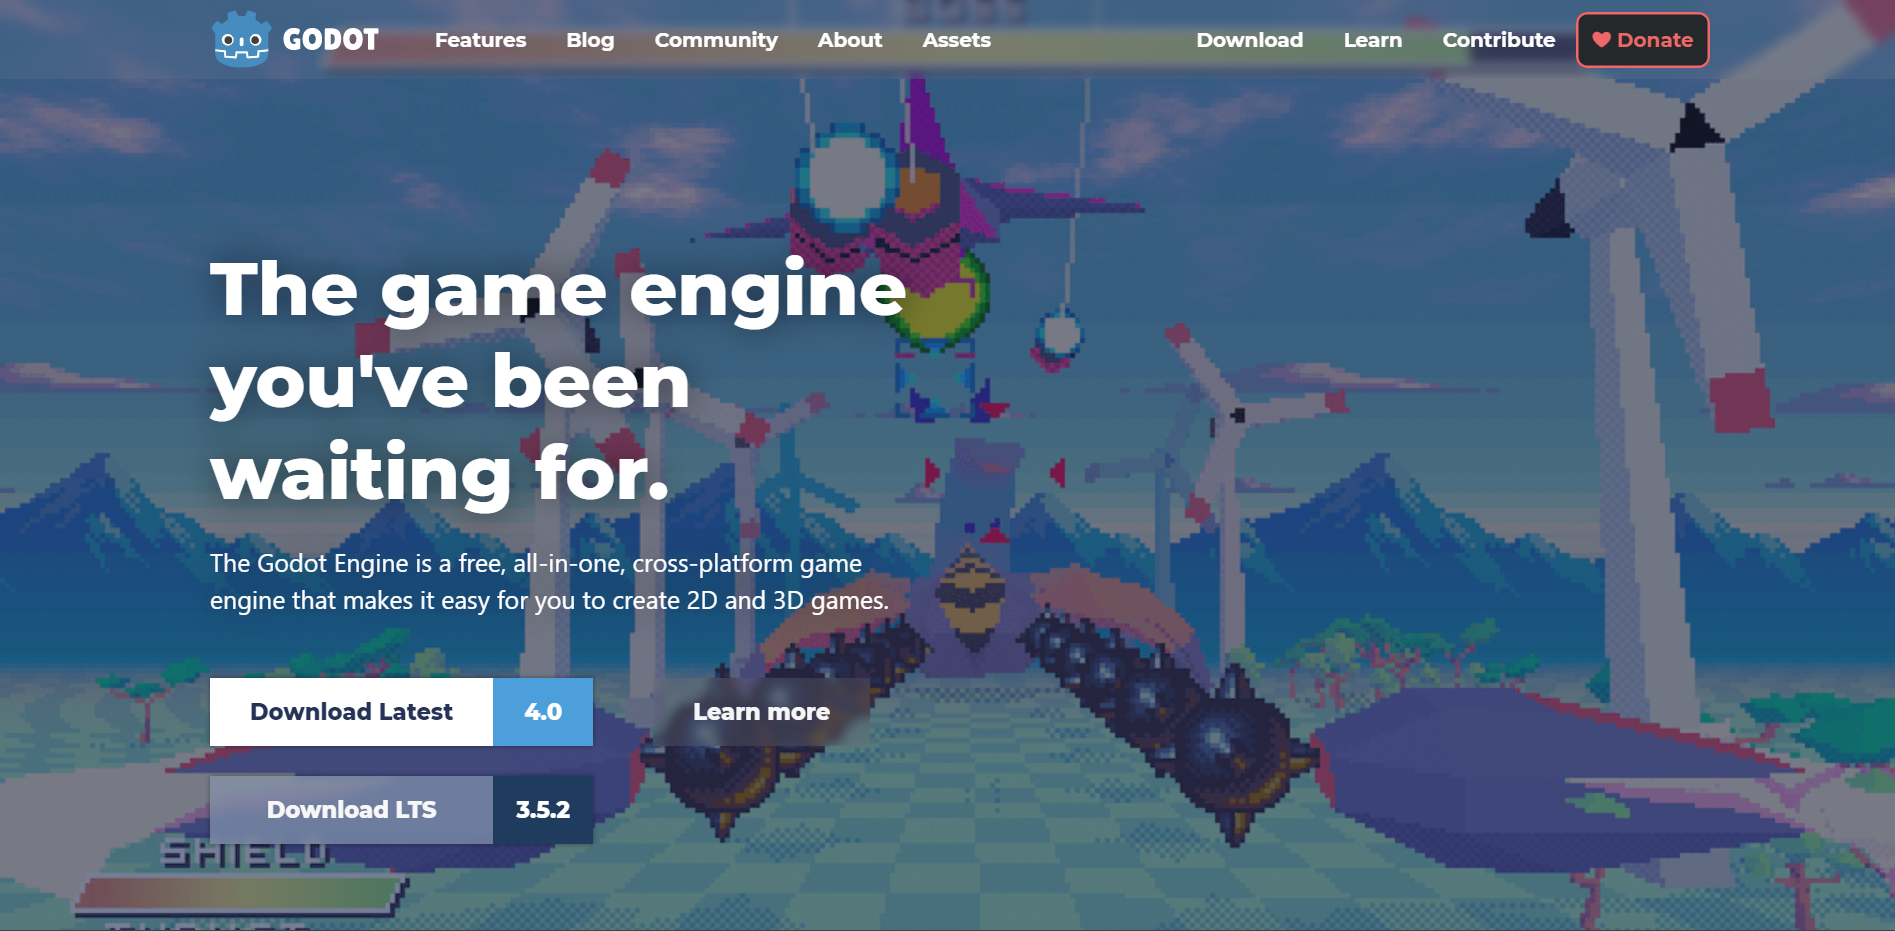 GODOT
Features Blog Community About Assets Download Learn Contribute Donate
The game engine
you've been
waiting for.
The Godot Engine is a free, all-in-one, cross-platform game
engine that makes it easy for you to create 2D and 3D games.
Download Latest 4.0 Learn more
Download LTS 3.5.2
SHIELD